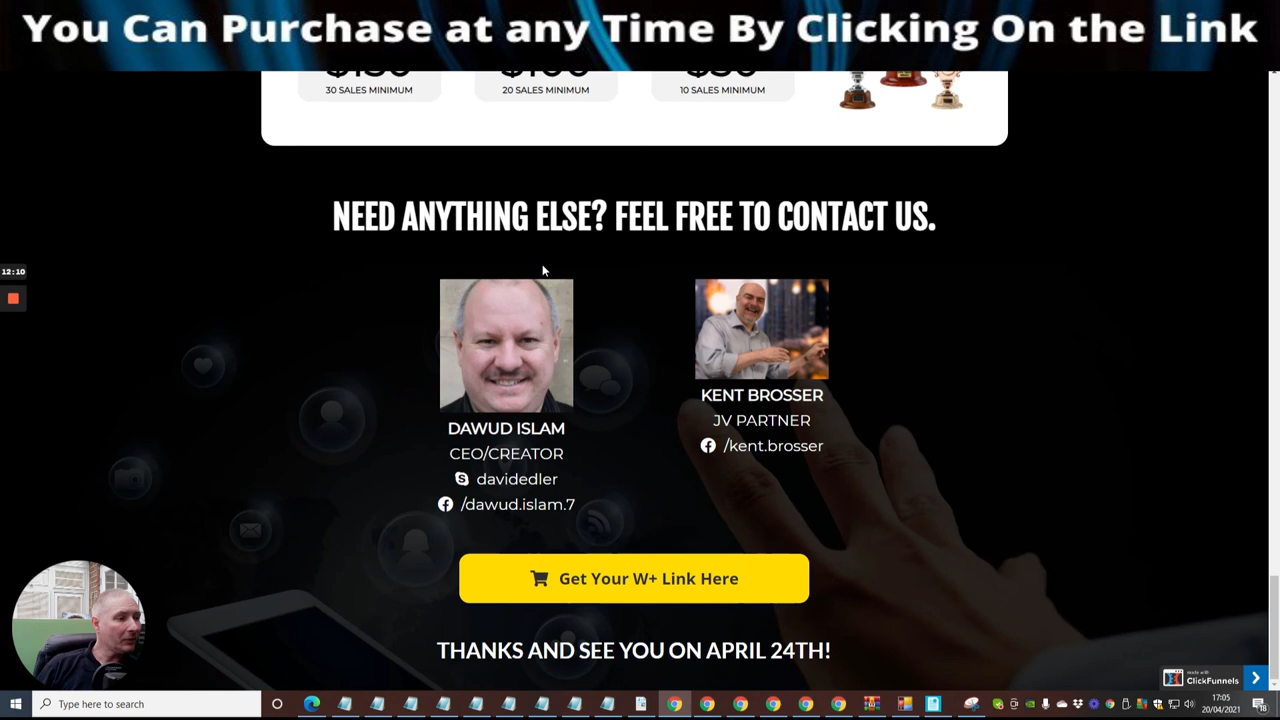 You Can Purchase at any Time By Clicking On the Link
30 SALES MINIMUM
20 SALES MINIMUM
10 SALES MINIMUM
NEED ANYTHING ELSE? FEEL FREE TO CONTACT US.
12:10
DAWUD ISLAM
CEO/CREATOR
davidedler
/dawud.islam.7
KENT BROSSER
JV PARTNER
/kent.brosser
Get Your W+ Link Here
THANKS AND SEE YOU ON APRIL 24TH!
made with
ClickFunnels
Type here to search
17:05
20/04/2021
18